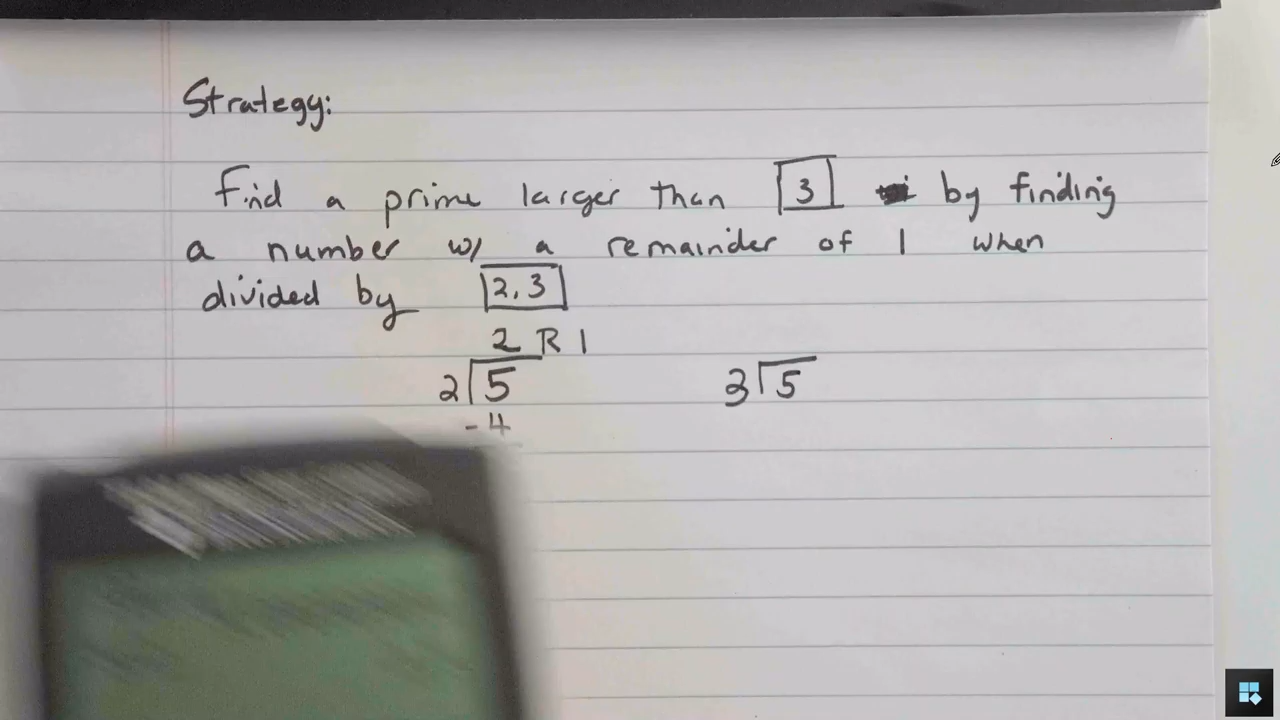 Strategy:
Find a prime larger than 3 by finding
a number w/ a remainder of 1 when
divided by 2, 3
2 R 1
2 5
3 5
- 4